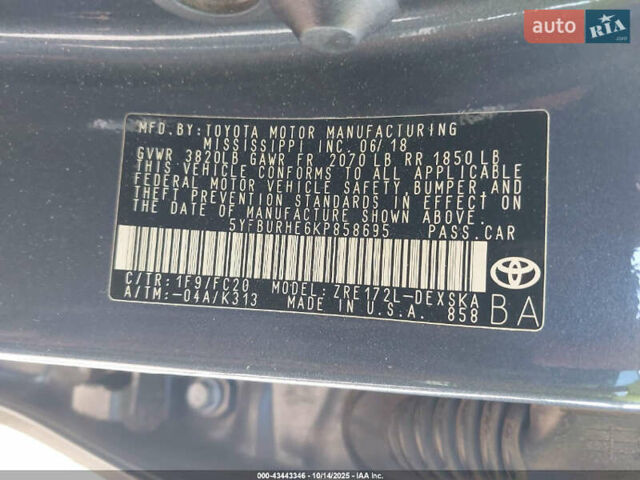 auto RIA.com
MFD.BY:TOYOTA MOTOR MANUFACTURING
MISSISSIPPI INC. 06/18
GVWR 3820LB GAWR FR 2070 LB RR 1850 LB
THIS VEHICLE CONFORMS TO ALL APPLICABLE
FEDERAL MOTOR VEHICLE SAFETY, BUMPER, AND
THEFT PREVENTION STANDARDS IN EFFECT ON
THE DATE OF MANUFACTURE SHOWN ABOVE.
5YFBURHE6KP858695 PASS.CAR
C/TR: 1F9/FC20 MODEL: ZRE172L-DEXSKA
A/TM:-04A/K313 MADE IN U.S.A. 858 BA
000-43443346 - 10/14/2025 - IAA Inc.